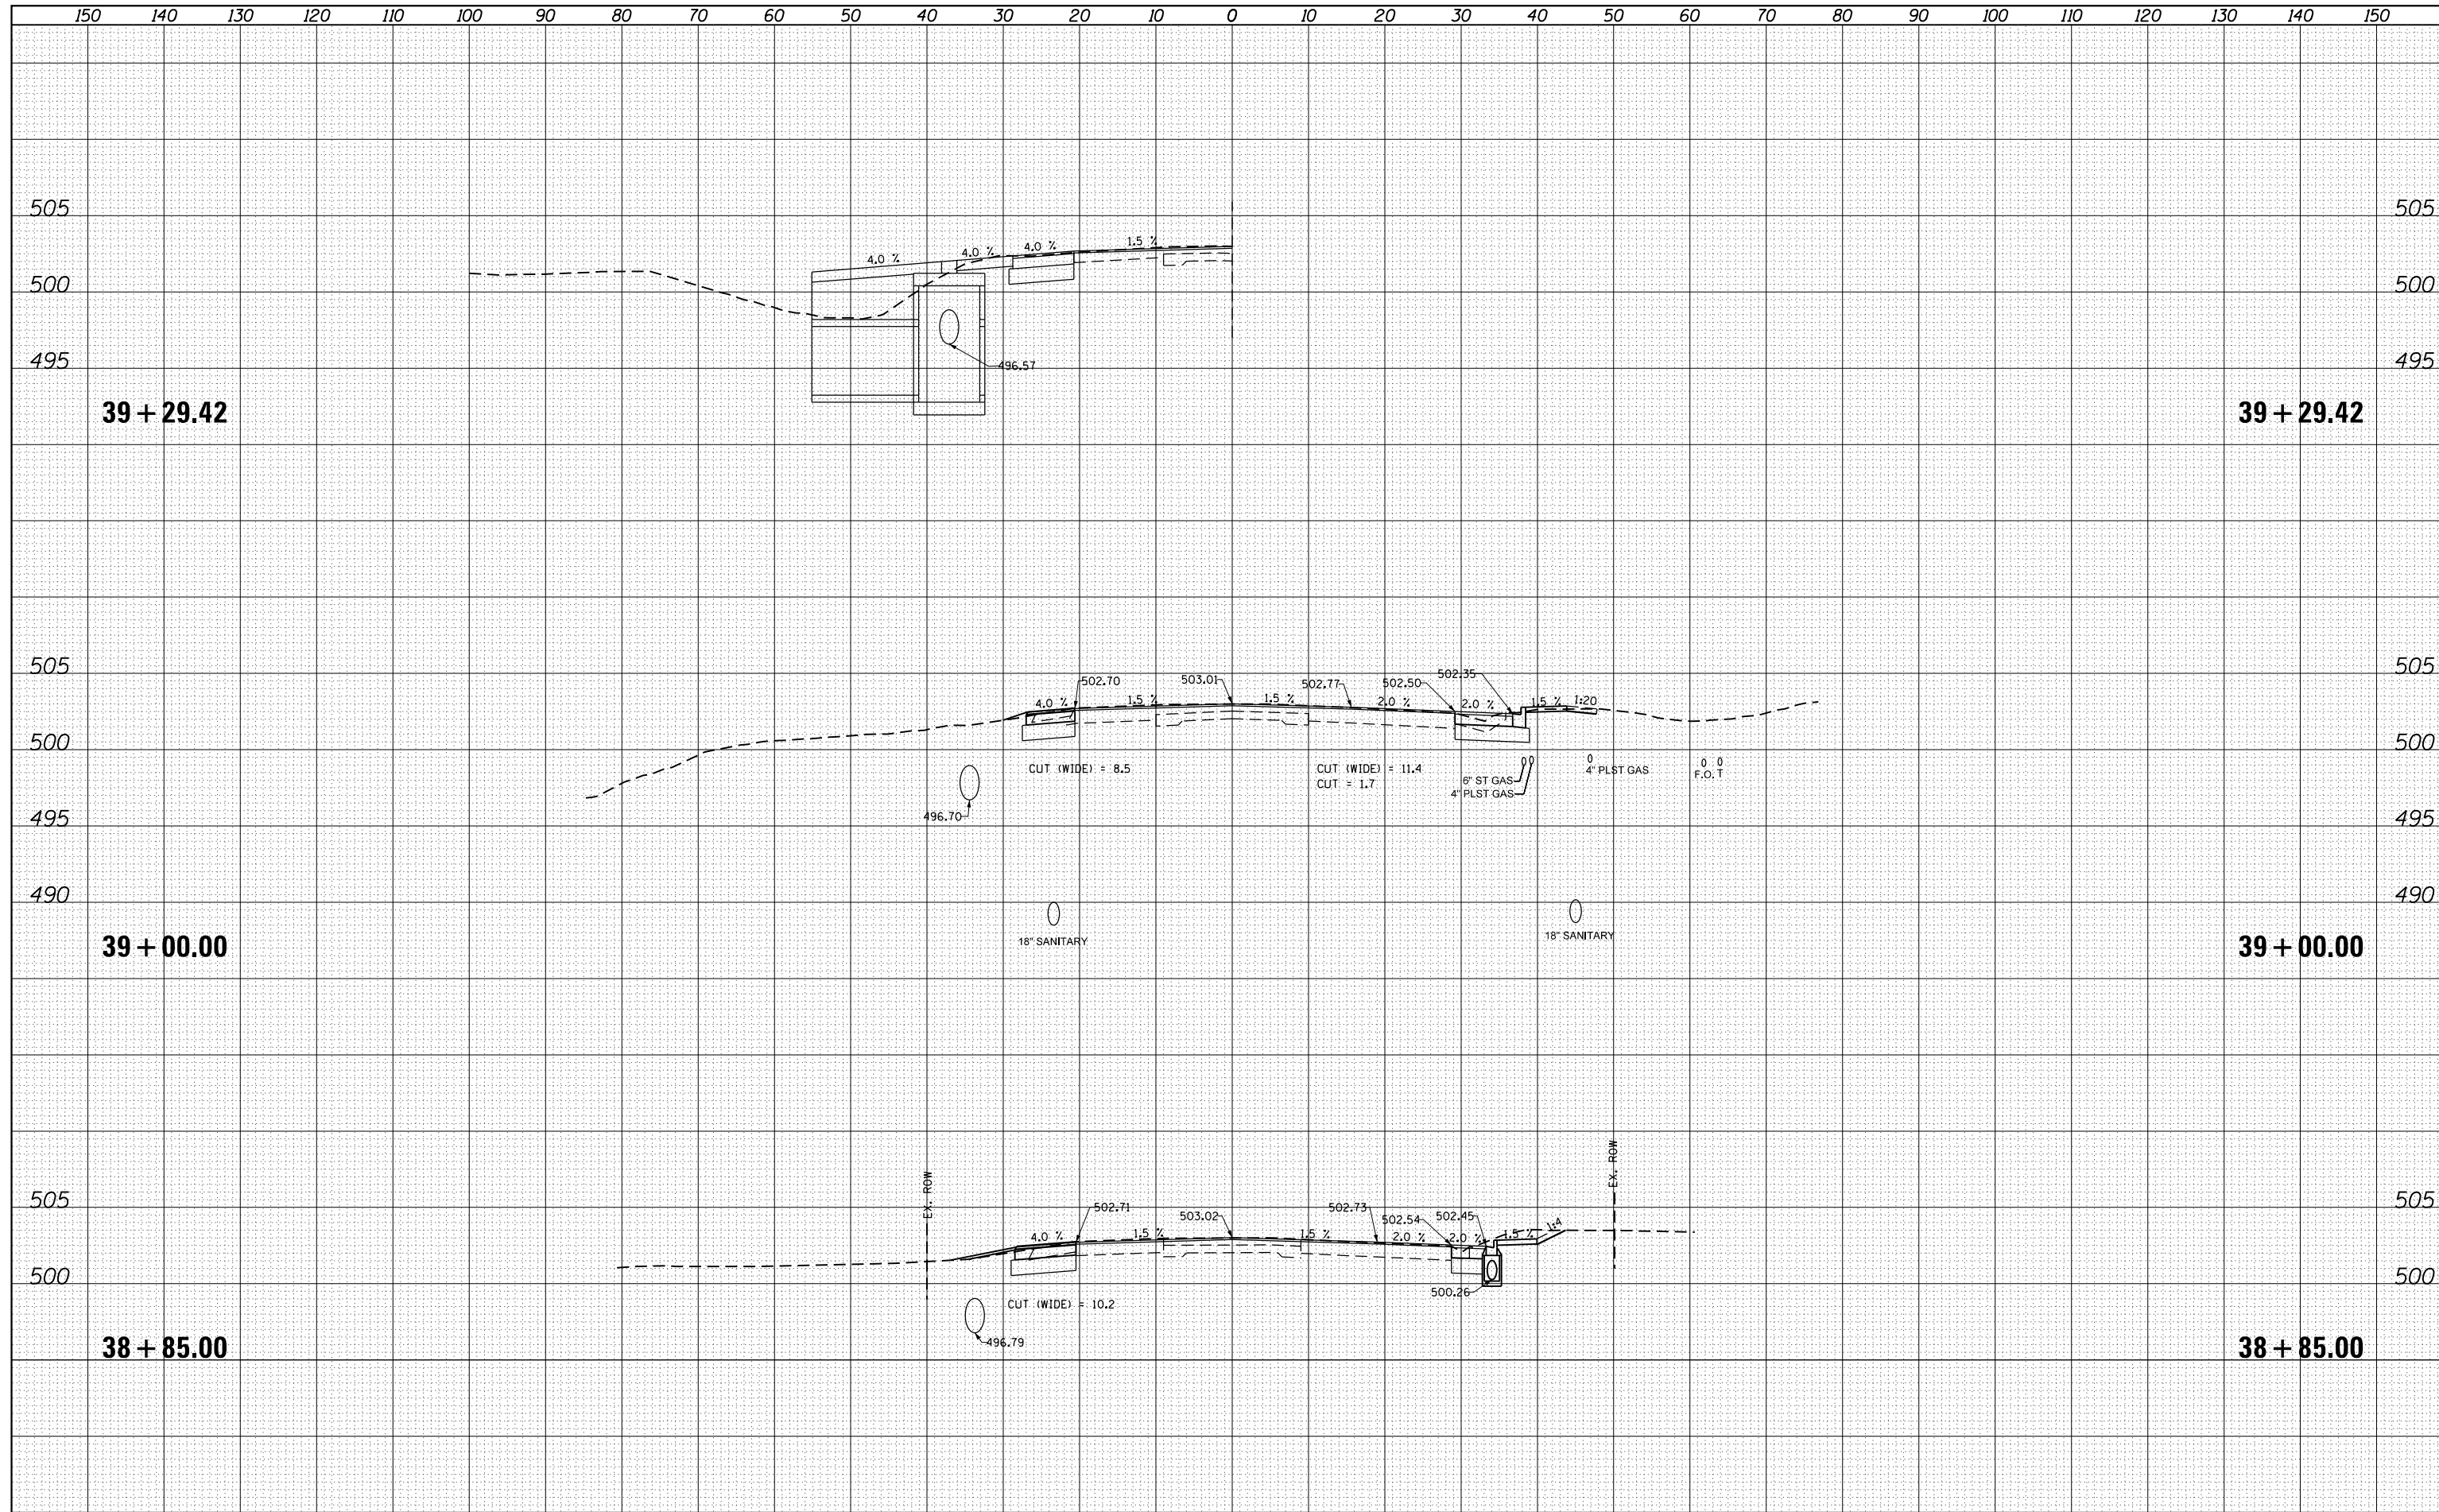 150 140 130 120 110 100 90 80 70 60 50 40 30 20 10 0 10 20 30 40 50 60 70 80 90 100 110 120 130 140 150
505 505
4.0 % 4.0 % 4.0 % 1.5 %
500 500
495 496.57 495
39+29.42 39+29.42
505 505
502.70 503.01 502.77 502.50 502.35
4.0 % 1.5 % 1.5 % 2.0 % 2.0 % 1.5 % 1:20
500 500
CUT (WIDE) = 8.5 CUT (WIDE) = 11.4 4" PLST GAS F.O. T
CUT = 1.7 6" ST GAS
4" PLST GAS
496.70
495 495
490 490
18" SANITARY 18" SANITARY
39+00.00 39+00.00
EX. ROW EX. ROW
505 505
502.71 503.02 502.73 502.54 502.45
4.0 % 1.5 % 1.5 % 2.0 % 2.0 % 1.5 % 1:4
500 500
500.26
CUT (WIDE) = 10.2
496.79
38+85.00 38+85.00